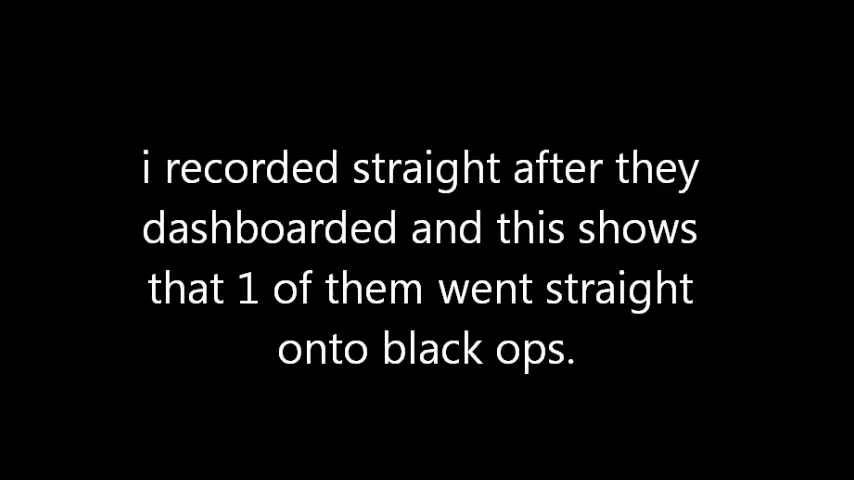 i recorded straight after they
dashboarded and this shows
that 1 of them went straight
onto black ops.